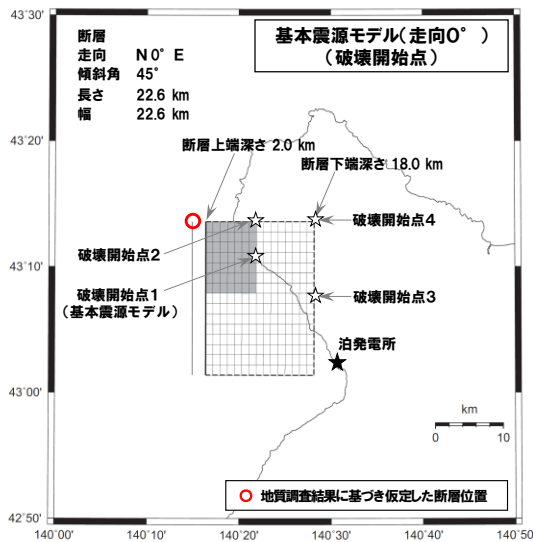 基本震源モデル(走向0°)
(破壊開始点)
断層
走向 N 0° E
傾斜角 45°
長さ 22.6 km
幅 22.6 km
断層上端深さ 2.0 km
断層下端深さ 18.0 km
破壊開始点2
破壊開始点4
破壊開始点1
(基本震源モデル)
破壊開始点3
泊発電所
km
0 10
地質調査結果に基づき仮定した断層位置
43°30'
43°20'
43°10'
43°00'
42°50'
140°00' 140°10' 140°20' 140°30' 140°40' 140°50'